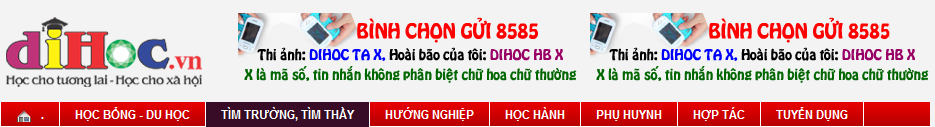 diHoc.vn
Học cho tương lai - Học cho xã hội
BÌNH CHỌN GỬI 8585
Thi ảnh: DIHOC TA X, Hoài bão của tôi: DIHOC HB X
X là mã số, tin nhắn không phân biệt chữ hoa chữ thường
BÌNH CHỌN GỬI 8585
Thi ảnh: DIHOC TA X, Hoài bão của tôi: DIHOC HB X
X là mã số, tin nhắn không phân biệt chữ hoa chữ thường
. HỌC BỔNG - DU HỌC TÌM TRƯỜNG, TÌM THẦY HƯỚNG NGHIỆP HỌC HÀNH PHỤ HUYNH HỢP TÁC TUYỂN DỤNG